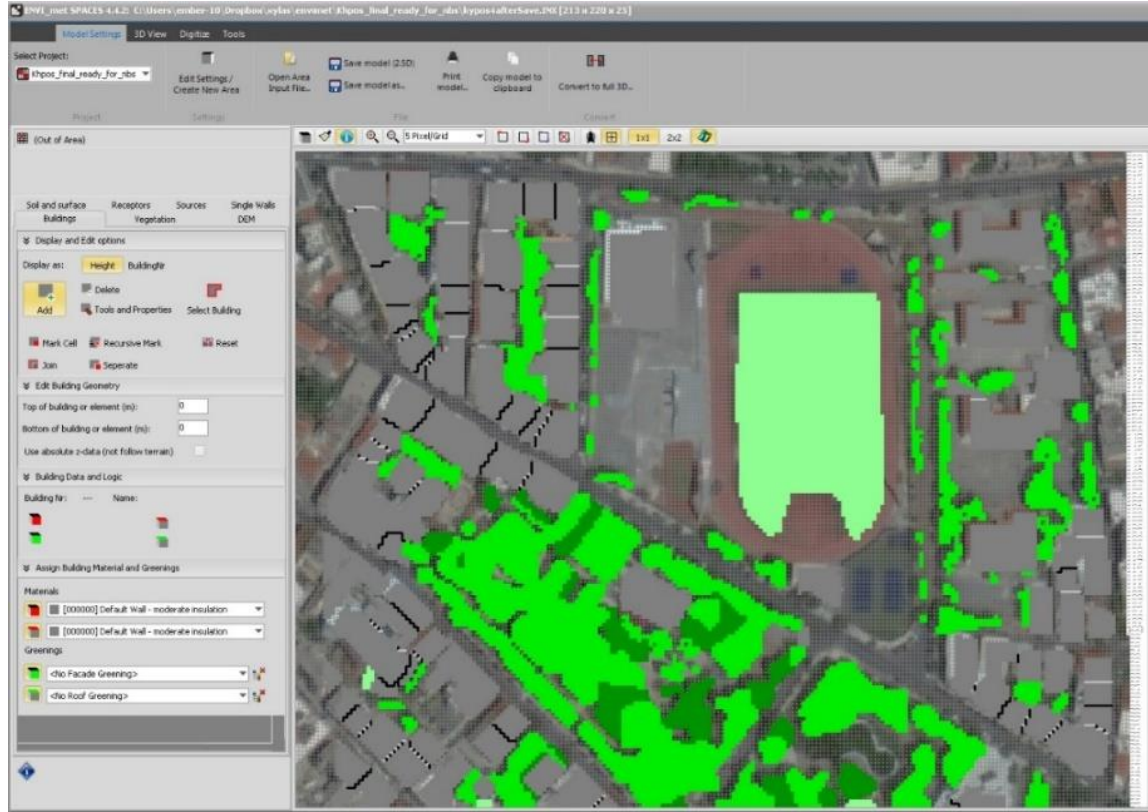 ENVI_met SPACES 4.4.2: C:\Users\ember-10\Dropbox\xylas\envimet\Khpos_final_ready_for_nbs\kypos4afterSave.INX [213 x 220 x 25]
Model Settings 3D View Digitize Tools
Select Project:
Khpos_final_ready_for_nbs
Edit Settings / Create New Area
Open Area Input File...
Save model (2.5D)
Save model as...
Print model...
Copy model to clipboard
Convert to full 3D...
Project Settings File Convert
(Out of Area)
5 Pixel/Grid 1x1 2x2
Soil and surface Receptors Sources Single Walls
Buildings Vegetation DEM
Display and Edit options
Display as: Height BuildingNr
Add
Delete
Tools and Properties
Select Building
Mark Cell Recursive Mark Reset
Join Seperate
Edit Building Geometry
Top of building or element (m): 0
Bottom of building or element (m): 0
Use absolute z-data (not follow terrain)
Building Data and Logic
Building Nr: --- Name:
Assign Building Material and Greenings
Materials
[000000] Default Wall - moderate insulation
[000000] Default Wall - moderate insulation
Greenings
<No Facade Greening>
<No Roof Greening>